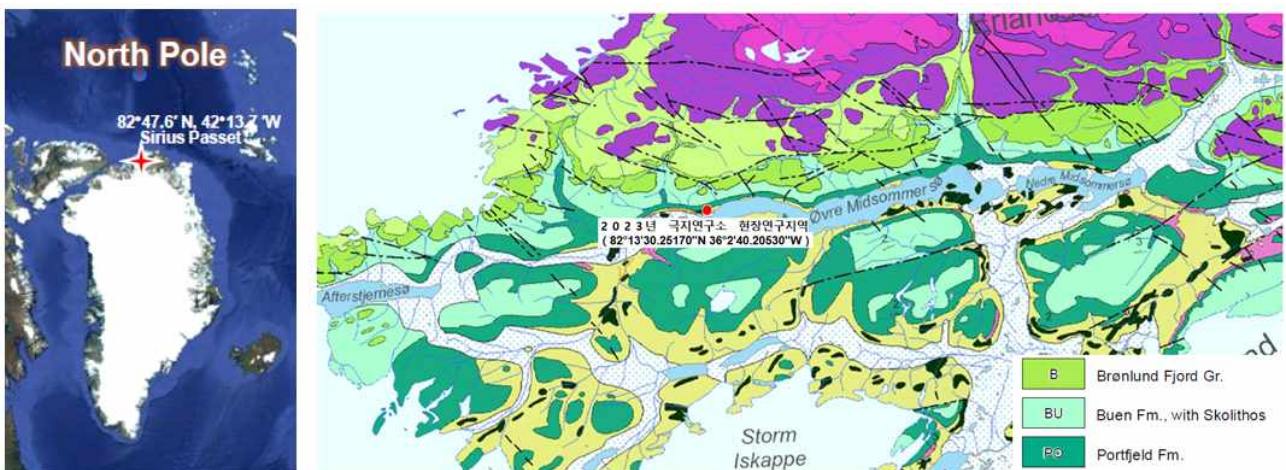 North Pole
82°47.6′ N, 42°13.7 ′W
Sirius Passet
2 0 2 3 년 극지연구소 현장연구지역
( 82°13'30.25170"N 36°2'40.20530"W )
Øvre Midsommer sø
Nedre Midsommersø
Afterstjernesø
Storm
Iskappe
B Brønlund Fjord Gr.
BU Buen Fm., with Skolithos
PO Portfjeld Fm.